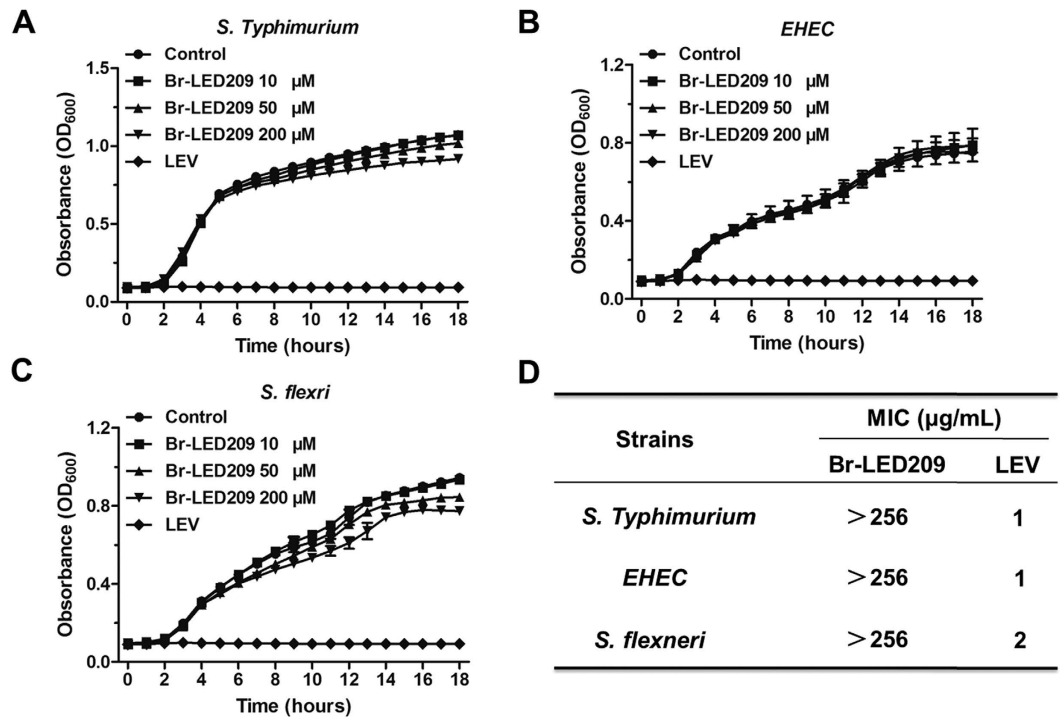 A
S. Typhimurium
Control
Br-LED209 10 μM
Br-LED209 50 μM
Br-LED209 200 μM
LEV
Absorbance (OD600)
1.5
1.0
0.5
0.0
0 2 4 6 8 10 12 14 16 18
Time (hours)
B
EHEC
Control
Br-LED209 10 μM
Br-LED209 50 μM
Br-LED209 200 μM
LEV
Absorbance (OD600)
1.2
0.8
0.4
0.0
0 2 4 6 8 10 12 14 16 18
Time (hours)
C
S. flexri
Control
Br-LED209 10 μM
Br-LED209 50 μM
Br-LED209 200 μM
LEV
Absorbance (OD600)
1.2
0.8
0.4
0.0
0 2 4 6 8 10 12 14 16 18
Time (hours)
D
Strains
MIC (μg/mL)
Br-LED209 LEV
S. Typhimurium >256 1
EHEC >256 1
S. flexneri >256 2